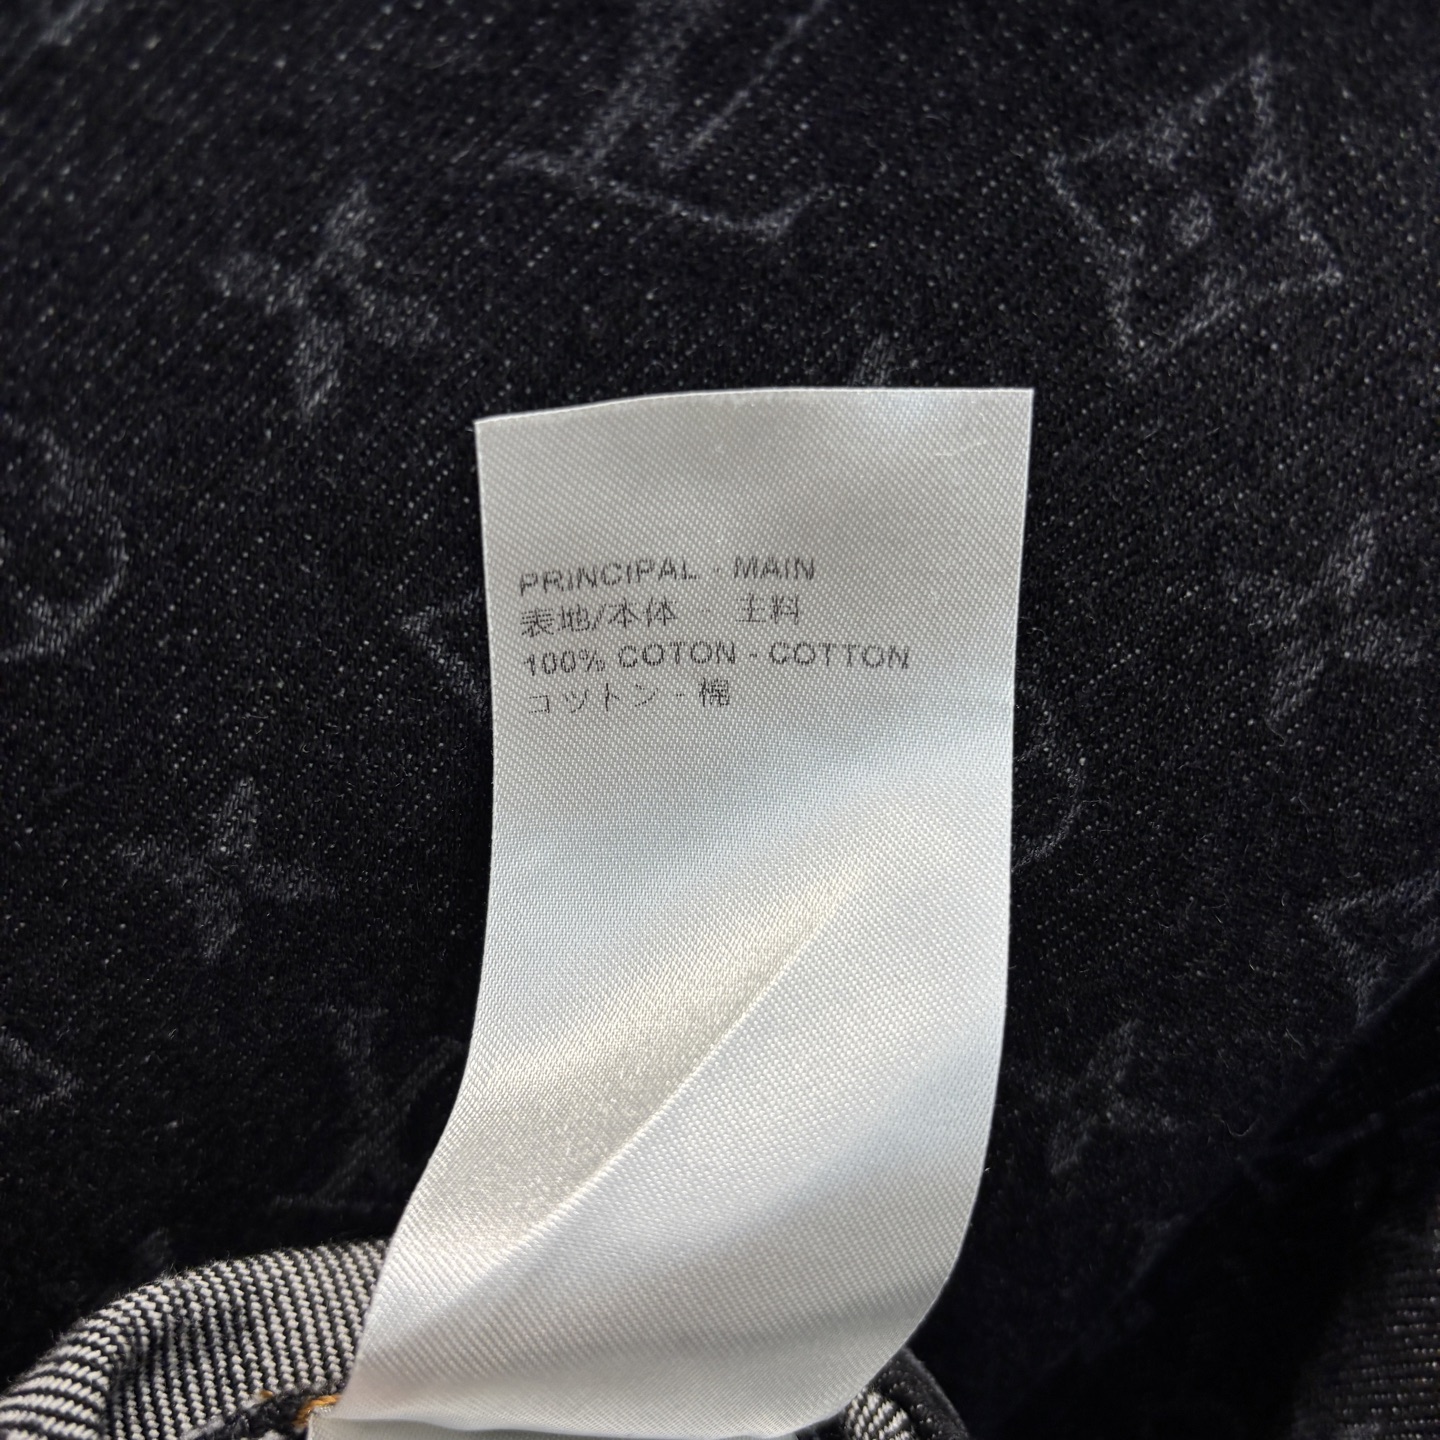 PRINCIPAL - MAIN
表地/本体 - 主料
100% COTON - COTTON
コットン - 棉